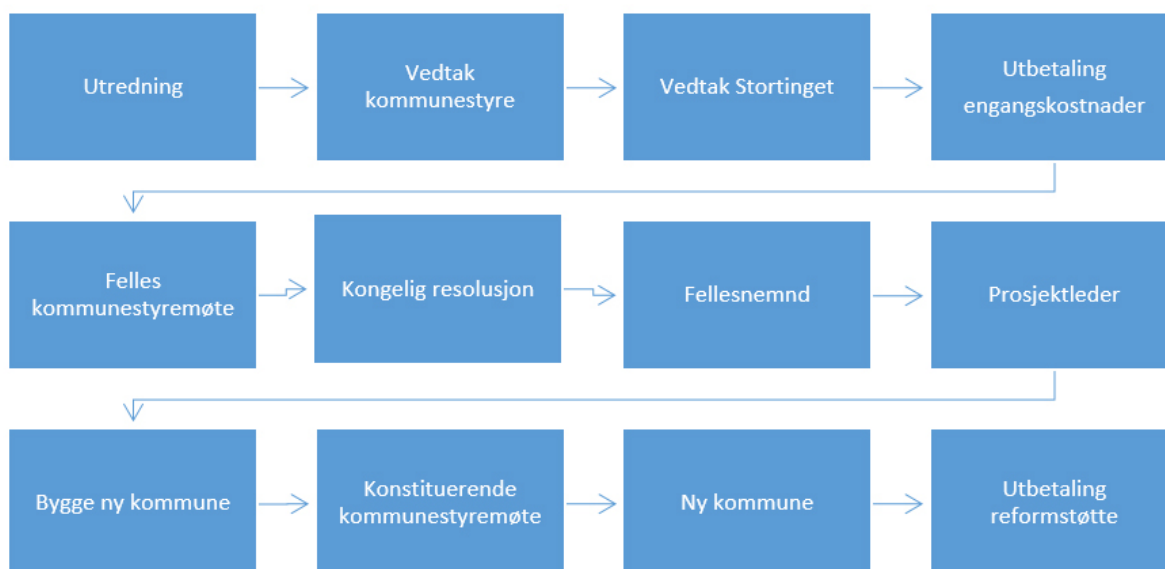 Utredning
Vedtak
kommunestyre
Vedtak Stortinget
Utbetaling
engangskostnader
Felles
kommunestyremøte
Kongelig resolusjon
Fellesnemnd
Prosjektleder
Bygge ny kommune
Konstituerende
kommunestyremøte
Ny kommune
Utbetaling
reformstøtte